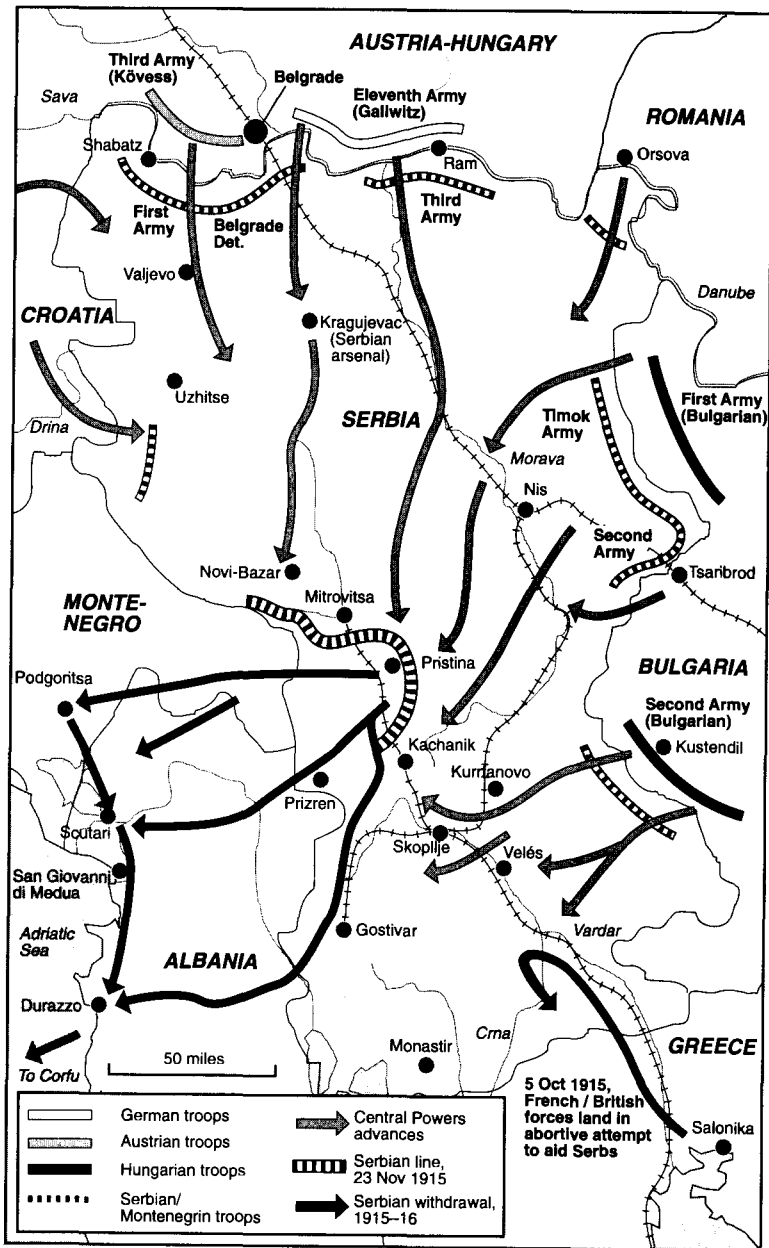 AUSTRIA-HUNGARY
Third Army
(Kövess)
Belgrade
Eleventh Army
(Gallwitz)
ROMANIA
Sava
Shabatz
Ram
Orsova
First
Army
Belgrade
Det.
Third
Army
Valjevo
Danube
CROATIA
Kragujevac
(Serbian
arsenal)
Uzhitse
First Army
(Bulgarian)
Drina
SERBIA
Timok
Army
Morava
Nis
Second
Army
Novi-Bazar
Tsaribrod
Mitrovitsa
MONTE-
NEGRO
Pristina
BULGARIA
Podgoritsa
Second Army
(Bulgarian)
Kustendil
Kachanik
Kumanovo
Prizren
Scutari
Skoplije
Velés
San Giovanni
di Medua
Gostivar
Vardar
Adriatic
Sea
ALBANIA
Durazzo
Crna
GREECE
50 miles
Monastir
To Corfu
5 Oct 1915,
French / British
forces land in
abortive attempt
to aid Serbs
Salonika
German troops
Austrian troops
Hungarian troops
Serbian/
Montenegrin troops
Central Powers
advances
Serbian line,
23 Nov 1915
Serbian withdrawal,
1915–16